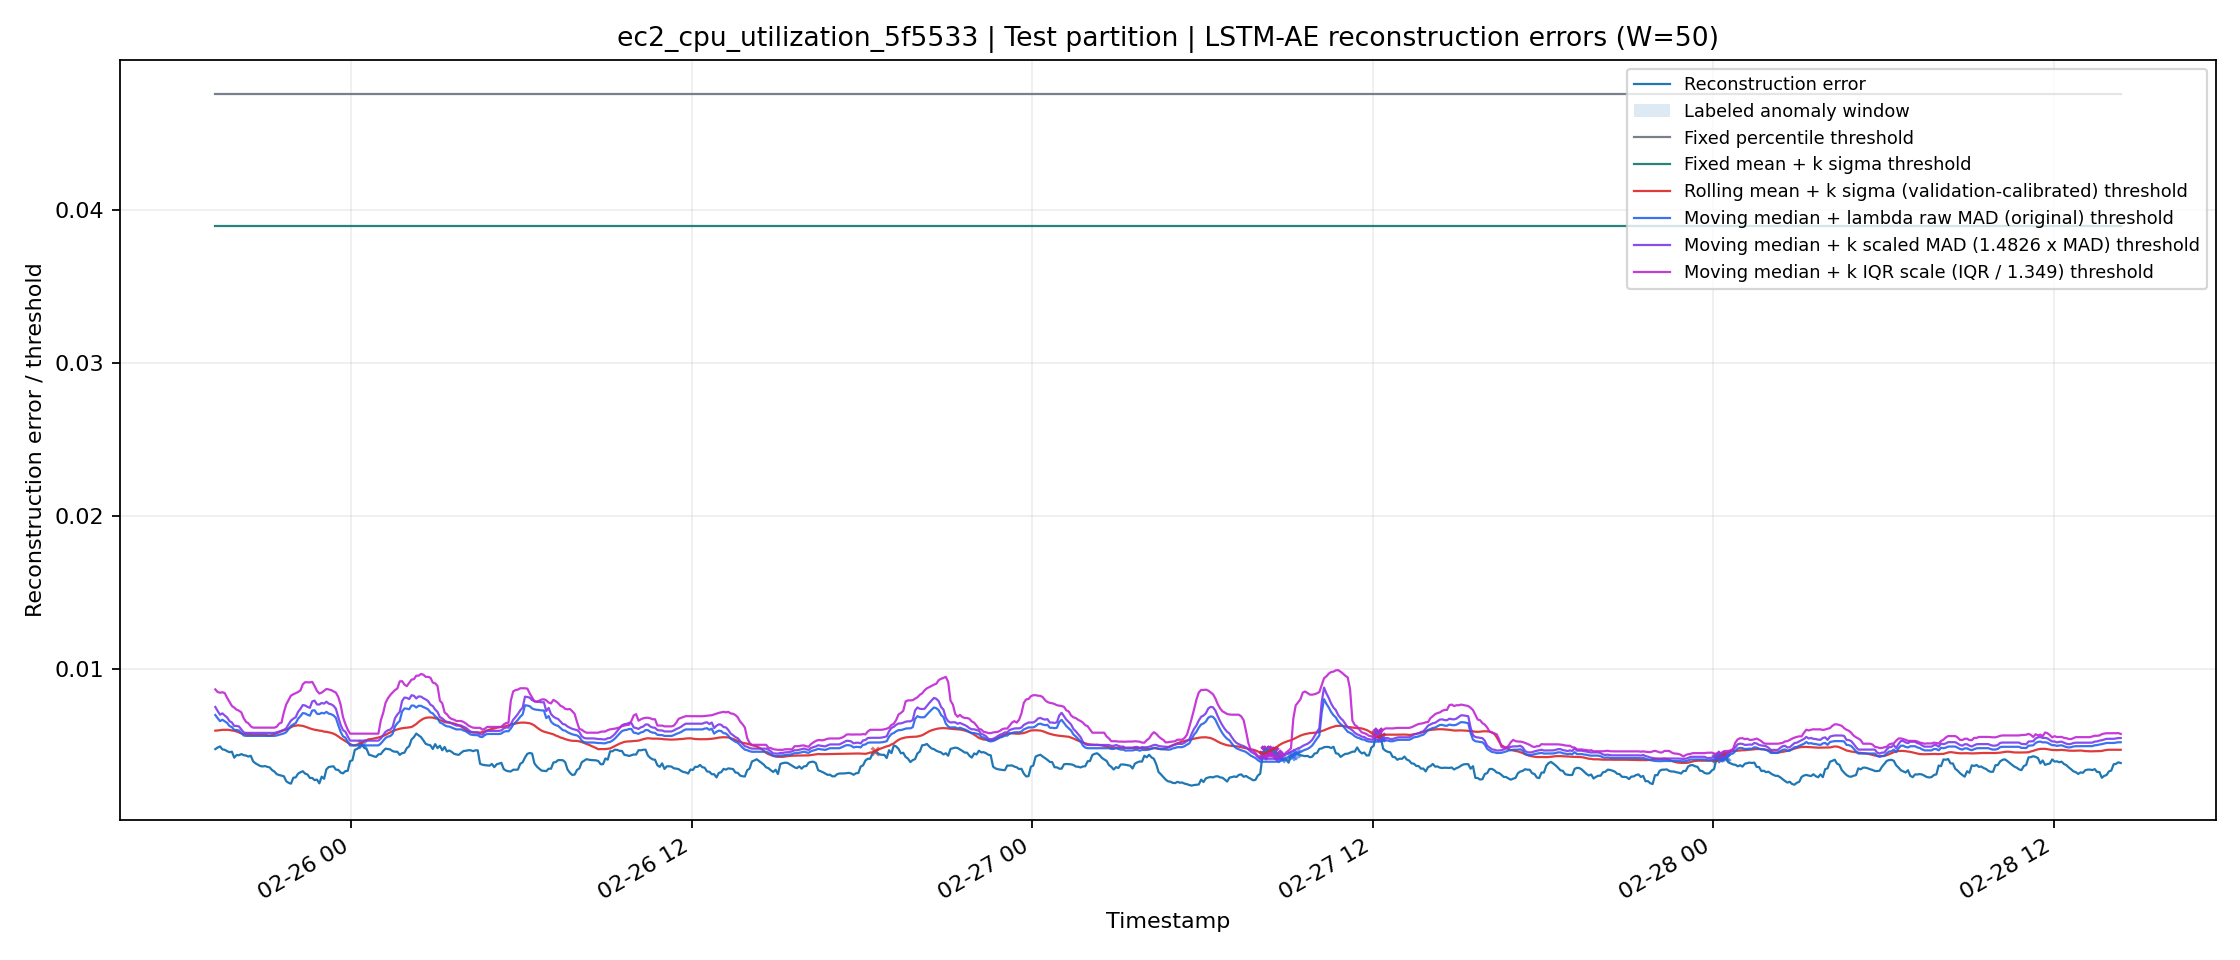 ec2_cpu_utilization_5f5533 | Test partition | LSTM-AE reconstruction errors (W=50)
Reconstruction error
Labeled anomaly window
Fixed percentile threshold
Fixed mean + k sigma threshold
Rolling mean + k sigma (validation-calibrated) threshold
Moving median + lambda raw MAD (original) threshold
Moving median + k scaled MAD (1.4826 x MAD) threshold
Moving median + k IQR scale (IQR / 1.349) threshold
Reconstruction error / threshold
0.04
0.03
0.02
0.01
02-26 00
02-26 12
02-27 00
02-27 12
02-28 00
02-28 12
Timestamp